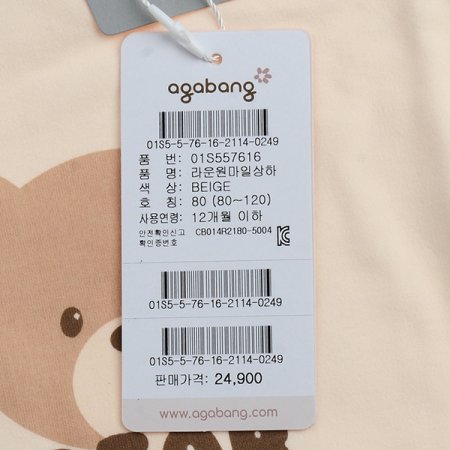 agabang
01S5-5-76-16-2114-0249
품 번: 01S557616
품 명: 라운원마일상하
색 상: BEIGE
호 칭: 80 (80~120)
사용연령: 12개월 이하
안전확인신고 확인증번호 CB014R2180-5004
01S5-5-76-16-2114-0249
01S5-5-76-16-2114-0249
판매가격: 24,900
www.agabang.com